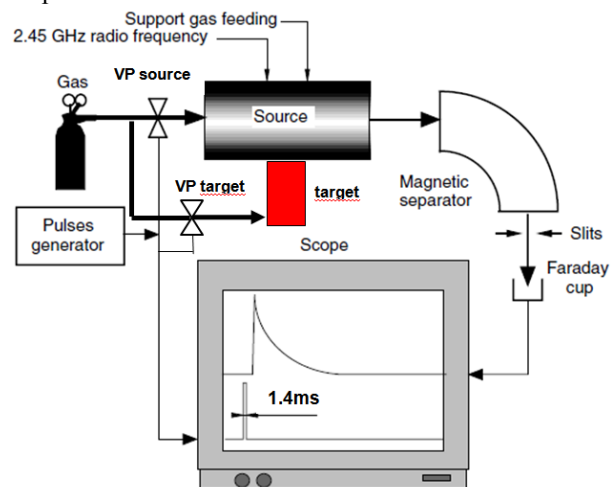 Support gas feeding
2.45 GHz radio frequency
Gas
VP source
Source
VP target
target
Magnetic
separator
Pulses
generator
Scope
Slits
Faraday
cup
1.4ms